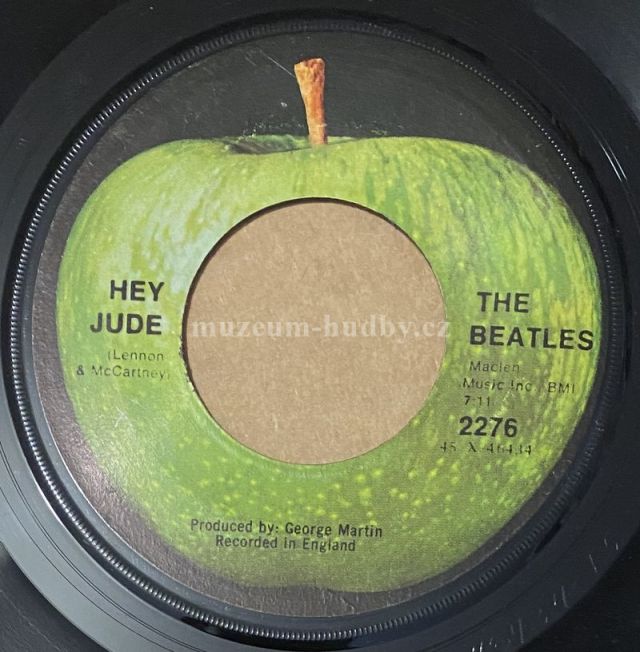 HEY
JUDE
(Lennon
& McCartney)
THE
BEATLES
Maclen
Music Inc., BMI
7:11
2276
45 X 46434
Produced by: George Martin
Recorded in England
muzeum-hudby.cz